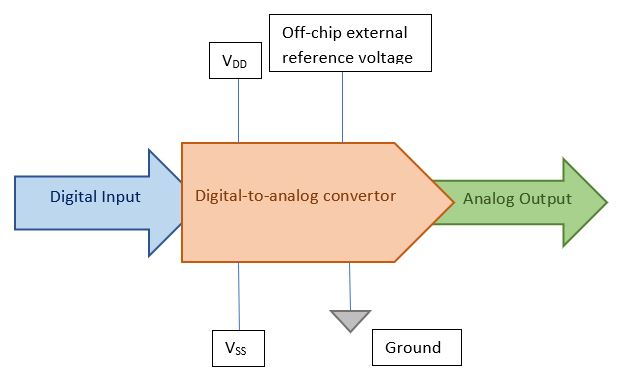 Off-chip external
reference voltage
VDD
Digital Input
Digital-to-analog convertor
Analog Output
VSS
Ground